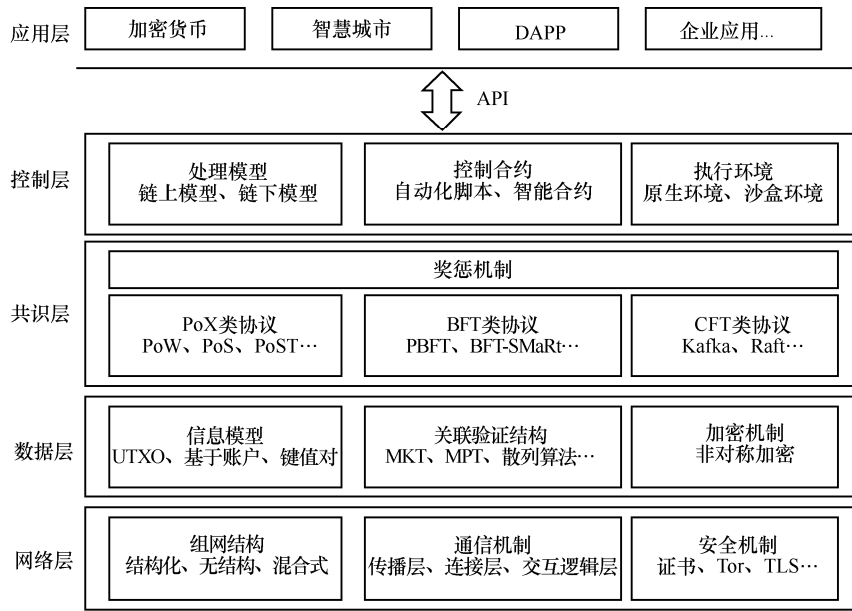 应用层
加密货币
智慧城市
DAPP
企业应用...
API
控制层
处理模型
链上模型、链下模型
控制合约
自动化脚本、智能合约
执行环境
原生环境、沙盒环境
共识层
奖惩机制
PoX类协议
PoW、PoS、PoST…
BFT类协议
PBFT、BFT-SMaRt…
CFT类协议
Kafka、Raft…
数据层
信息模型
UTXO、基于账户、键值对
关联验证结构
MKT、MPT、散列算法…
加密机制
非对称加密
网络层
组网结构
结构化、无结构、混合式
通信机制
传播层、连接层、交互逻辑层
安全机制
证书、Tor、TLS…